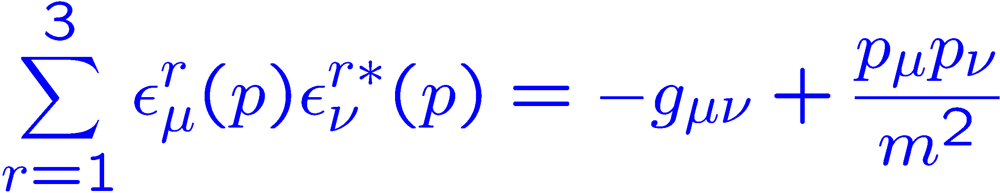 \sum_{r=1}^{3} \epsilon_{\mu}^{r}(p)\epsilon_{\nu}^{r*}(p) = -g_{\mu\nu} + \frac{p_{\mu}p_{\nu}}{m^2}